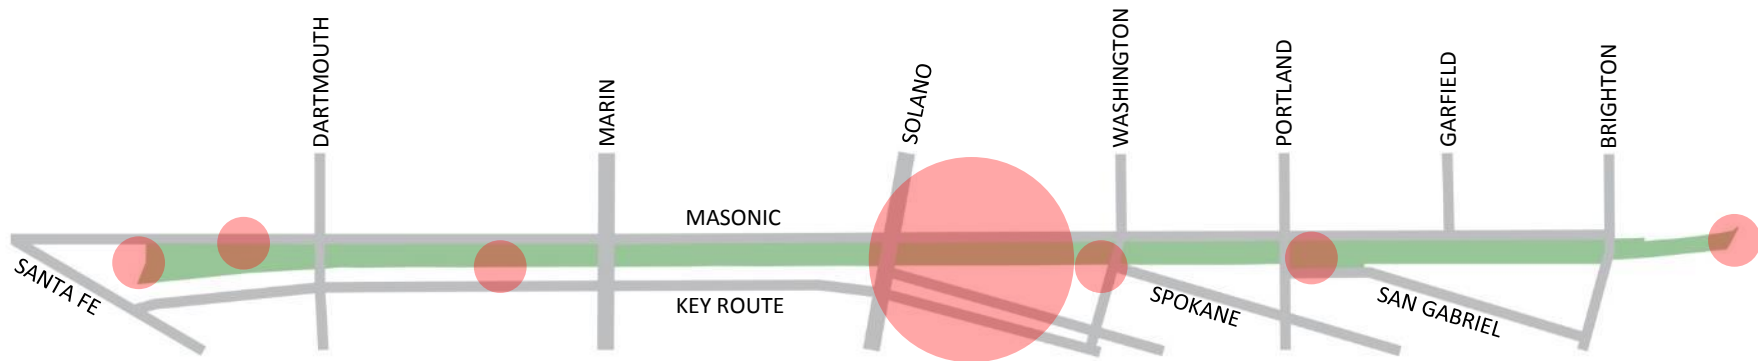 DARTMOUTH
MARIN
SOLANO
WASHINGTON
PORTLAND
GARFIELD
BRIGHTON
MASONIC
SANTA FE
KEY ROUTE
SPOKANE
SAN GABRIEL